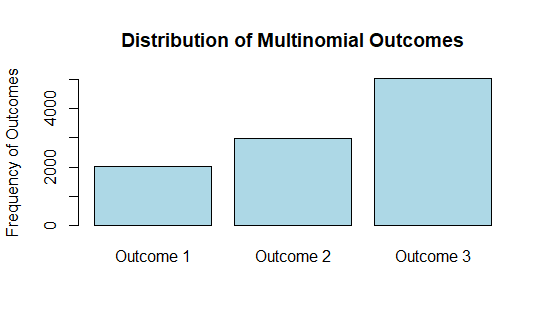 Distribution of Multinomial Outcomes
Frequency of Outcomes
4000
2000
0
Outcome 1 Outcome 2 Outcome 3